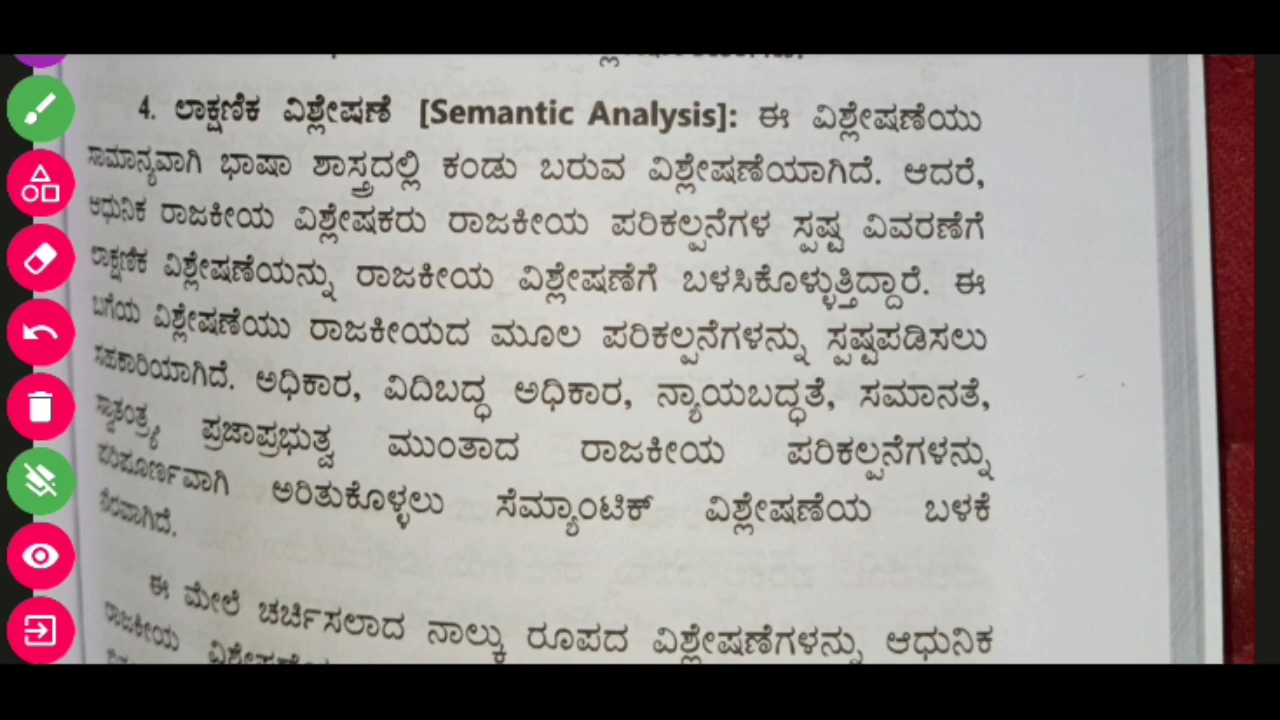 4. ಲಾಕ್ಷಣಿಕ ವಿಶ್ಲೇಷಣೆ [Semantic Analysis]: ಈ ವಿಶ್ಲೇಷಣೆಯು
ಸಾಮಾನ್ಯವಾಗಿ ಭಾಷಾ ಶಾಸ್ತ್ರದಲ್ಲಿ ಕಂಡು ಬರುವ ವಿಶ್ಲೇಷಣೆಯಾಗಿದೆ. ಆದರೆ,
ಆಧುನಿಕ ರಾಜಕೀಯ ವಿಶ್ಲೇಷಕರು ರಾಜಕೀಯ ಪರಿಕಲ್ಪನೆಗಳ ಸ್ಪಷ್ಟ ವಿವರಣೆಗೆ
ಲಾಕ್ಷಣಿಕ ವಿಶ್ಲೇಷಣೆಯನ್ನು ರಾಜಕೀಯ ವಿಶ್ಲೇಷಣೆಗೆ ಬಳಸಿಕೊಳ್ಳುತ್ತಿದ್ದಾರೆ. ಈ
ಬಗೆಯ ವಿಶ್ಲೇಷಣೆಯು ರಾಜಕೀಯದ ಮೂಲ ಪರಿಕಲ್ಪನೆಗಳನ್ನು ಸ್ಪಷ್ಟಪಡಿಸಲು
ಸಹಕಾರಿಯಾಗಿದೆ. ಅಧಿಕಾರ, ವಿದಿಬದ್ಧ ಅಧಿಕಾರ, ನ್ಯಾಯಬದ್ಧತೆ, ಸಮಾನತೆ,
ಸ್ವಾತಂತ್ರ್ಯ ಪ್ರಜಾಪ್ರಭುತ್ವ ಮುಂತಾದ ರಾಜಕೀಯ ಪರಿಕಲ್ಪನೆಗಳನ್ನು
ಪರಿಪೂರ್ಣವಾಗಿ ಅರಿತುಕೊಳ್ಳಲು ಸೆಮ್ಯಾಂಟಿಕ್ ವಿಶ್ಲೇಷಣೆಯ ಬಳಕೆ
ನೆರವಾಗಿದೆ.
ಈ ಮೇಲೆ ಚರ್ಚಿಸಲಾದ ನಾಲ್ಕು ರೂಪದ ವಿಶ್ಲೇಷಣೆಗಳನ್ನು ಆಧುನಿಕ
ರಾಜಕೀಯ